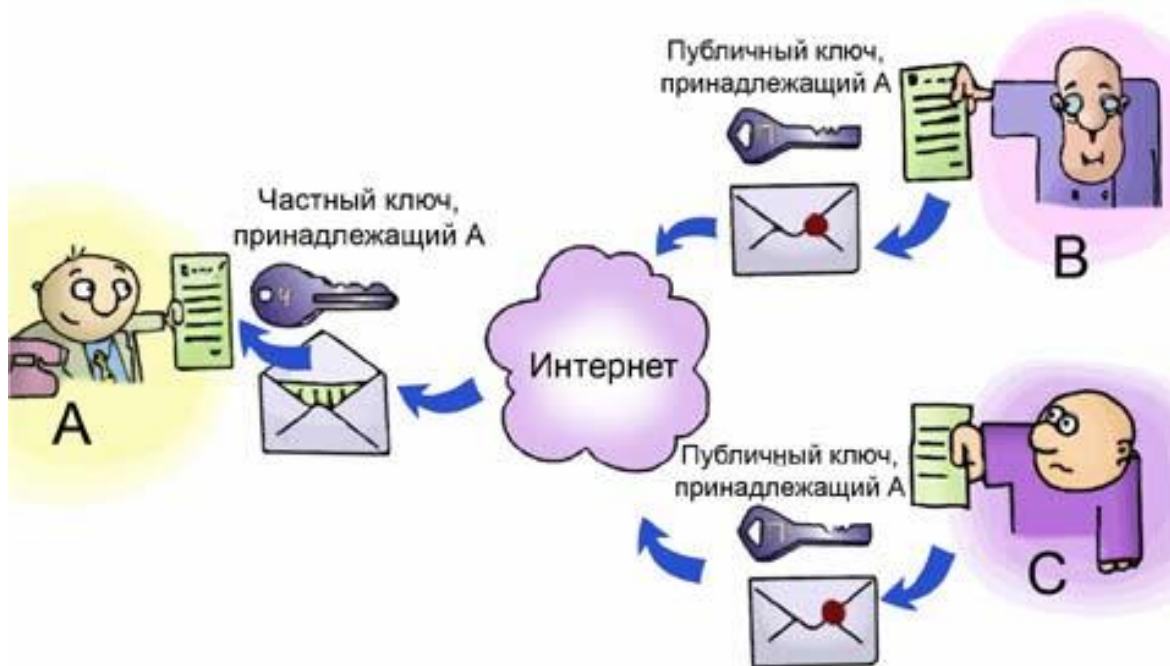 Публичный ключ,
принадлежащий А
В
Частный ключ,
принадлежащий А
Ч
А
Интернет
Публичный ключ,
принадлежащий А
С